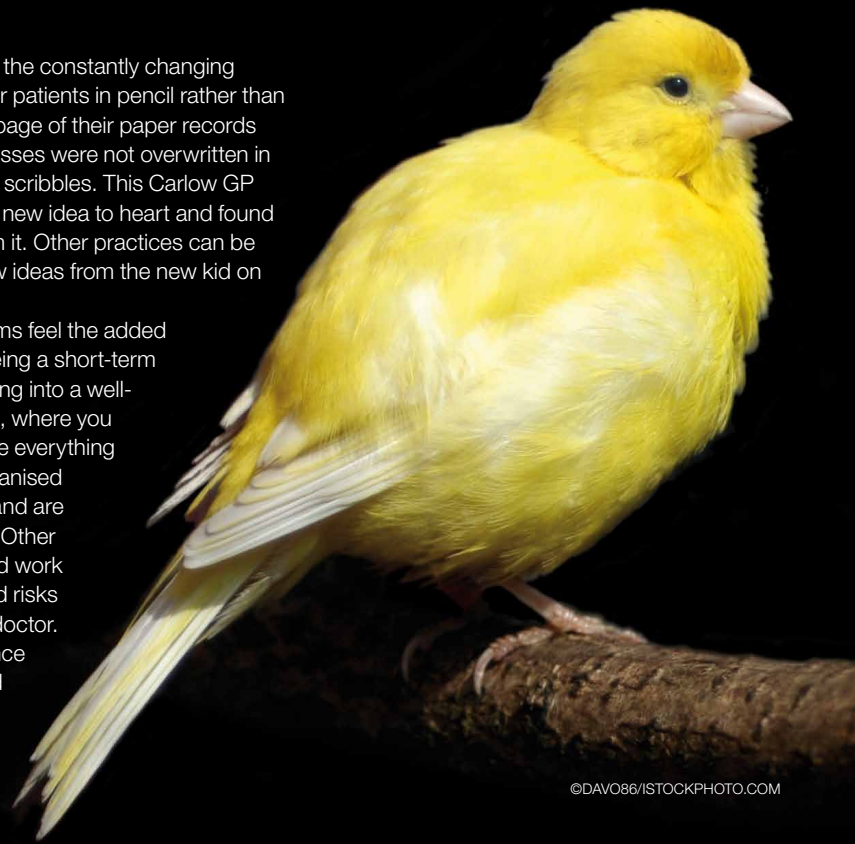 the constantly changing
r patients in pencil rather than
page of their paper records
sses were not overwritten in
scribbles. This Carlow GP
new idea to heart and found
n it. Other practices can be
w ideas from the new kid on
ms feel the added
eing a short-term
ng into a well-
, where you
e everything
anised
and are
Other
d work
d risks
doctor.
nce
d
©DAVO86/ISTOCKPHOTO.COM